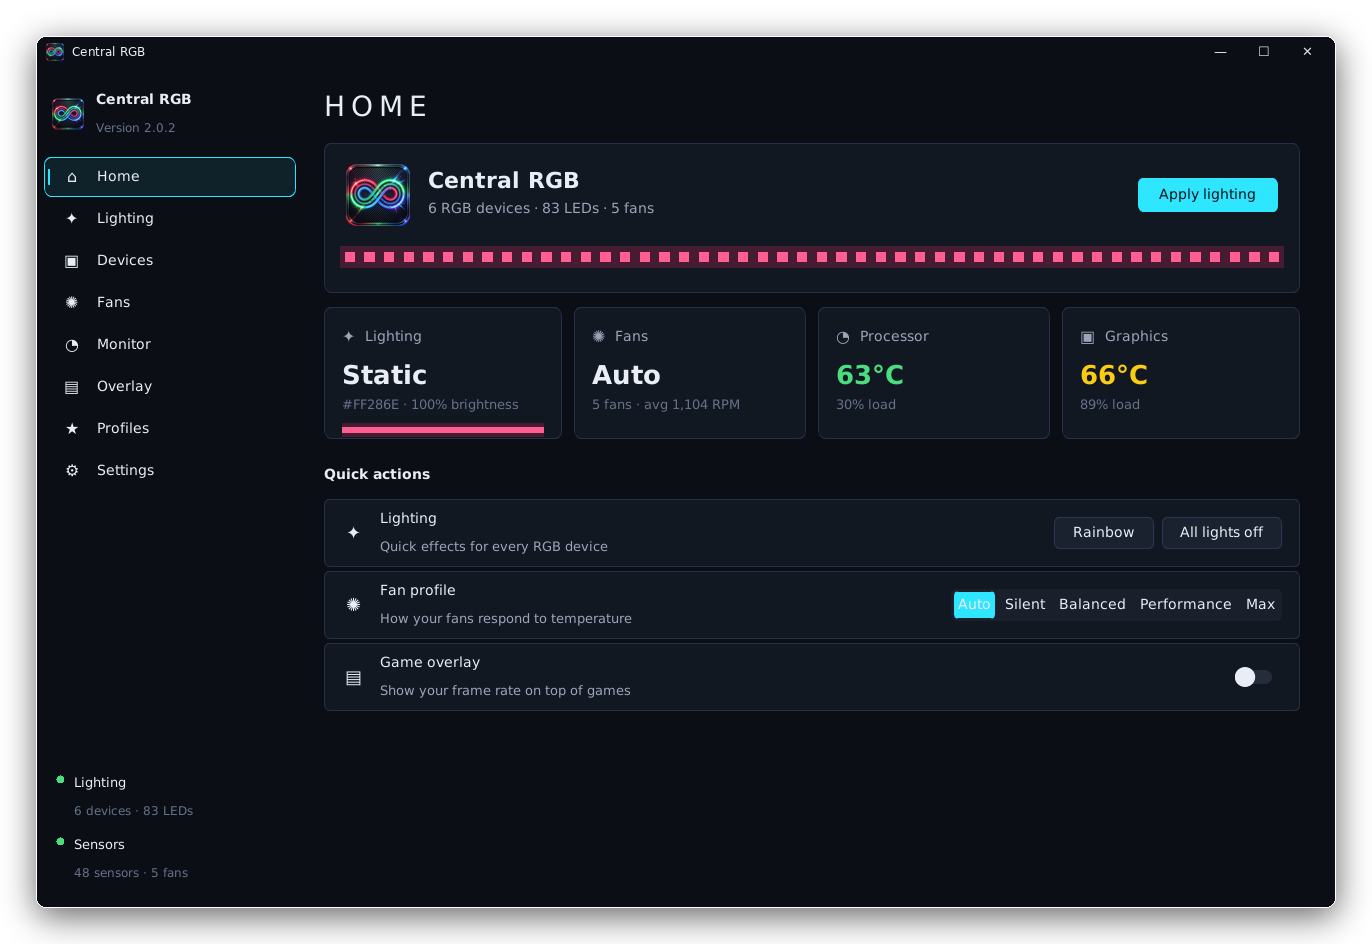 Central RGB
Central RGB
Version 2.0.2
Home
Lighting
Devices
Fans
Monitor
Overlay
Profiles
Settings
Lighting
6 devices · 83 LEDs
Sensors
48 sensors · 5 fans
HOME
Central RGB
6 RGB devices · 83 LEDs · 5 fans
Apply lighting
Lighting
Static
#FF286E · 100% brightness
Fans
Auto
5 fans · avg 1,104 RPM
Processor
63°C
30% load
Graphics
66°C
89% load
Quick actions
Lighting
Quick effects for every RGB device
Rainbow
All lights off
Fan profile
How your fans respond to temperature
Auto Silent Balanced Performance Max
Game overlay
Show your frame rate on top of games